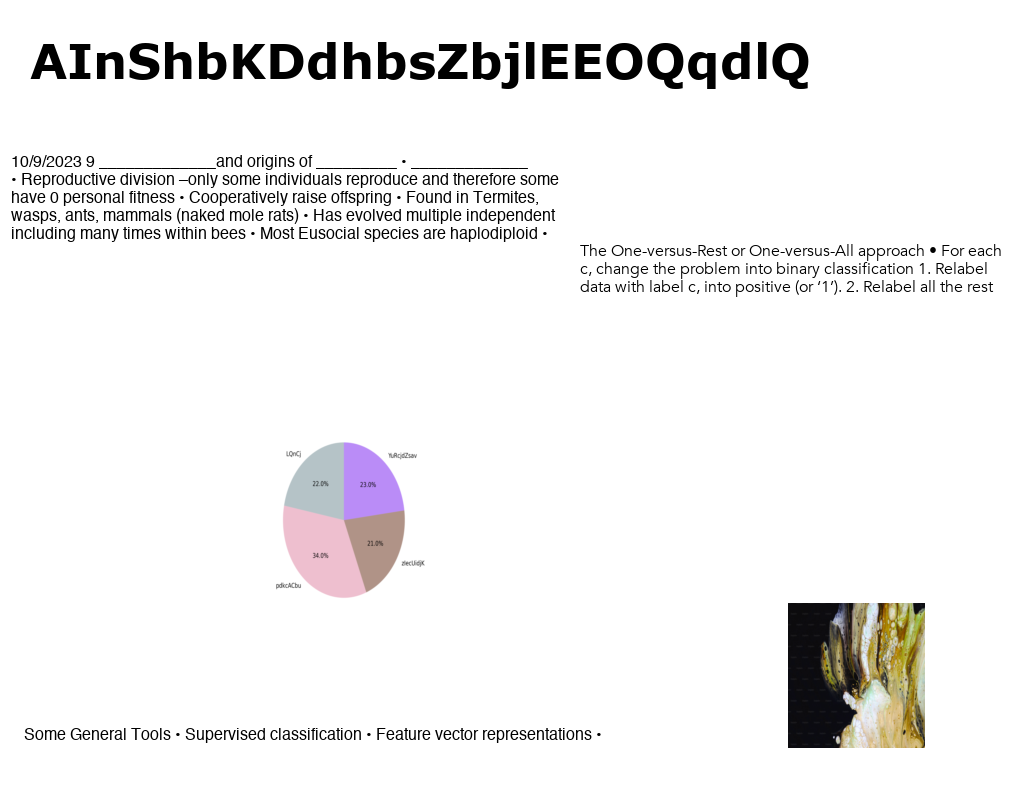 AInShbKDdhbsZbjlEEOQqdlQ
10/9/2023 9 ______________and origins of __________ • ______________
• Reproductive division –only some individuals reproduce and therefore some
have 0 personal fitness • Cooperatively raise offspring • Found in Termites,
wasps, ants, mammals (naked mole rats) • Has evolved multiple independent
including many times within bees • Most Eusocial species are haplodiploid •
The One-versus-Rest or One-versus-All approach • For each
c, change the problem into binary classification 1. Relabel
data with label c, into positive (or ‘1’). 2. Relabel all the rest
LQnCj
YuRcjdZsav
22.0%
23.0%
21.0%
34.0%
zIecUidjK
pdkcACbu
Some General Tools • Supervised classification • Feature vector representations •